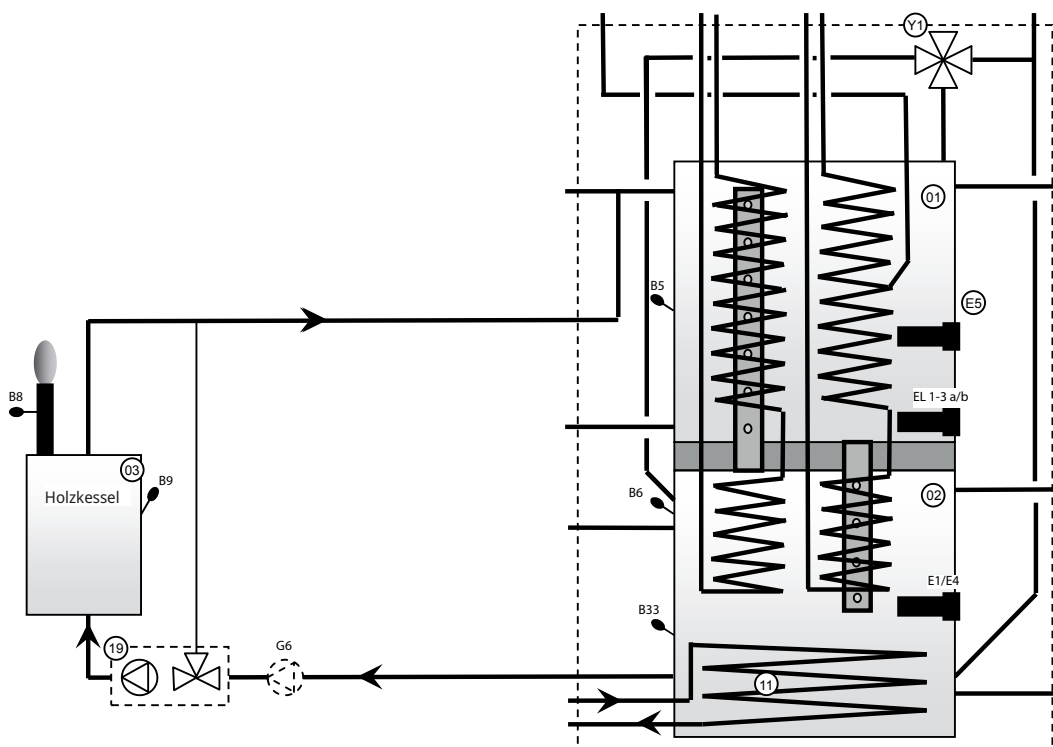 Y1
01
B5
E5
B8
EL 1-3 a/b
03
Holzkessel
B9
B6
02
E1/E4
B33
19
G6
11